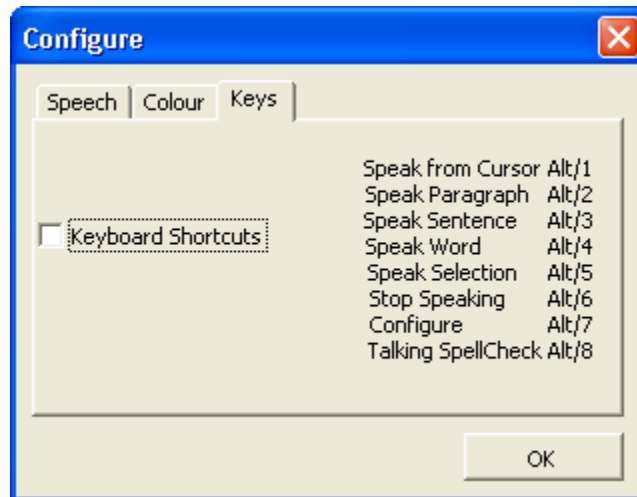 Configure
Speech Colour Keys
Keyboard Shortcuts
Speak from Cursor Alt/1
Speak Paragraph Alt/2
Speak Sentence Alt/3
Speak Word Alt/4
Speak Selection Alt/5
Stop Speaking Alt/6
Configure Alt/7
Talking SpellCheck Alt/8
OK